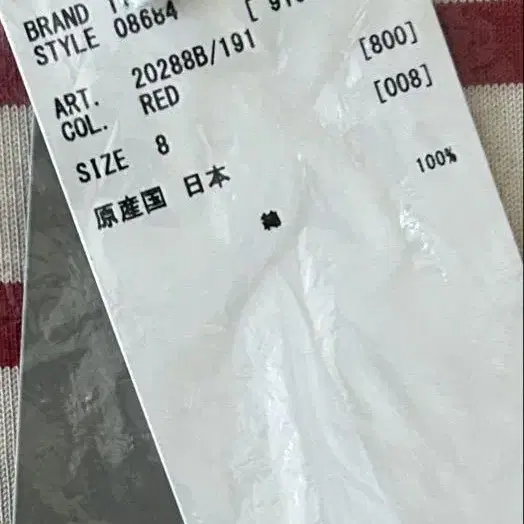 BRAND
STYLE 08684 [
ART. 20288B/191 [800]
COL. RED [008]
SIZE 8
原産国 日本
綿 100%